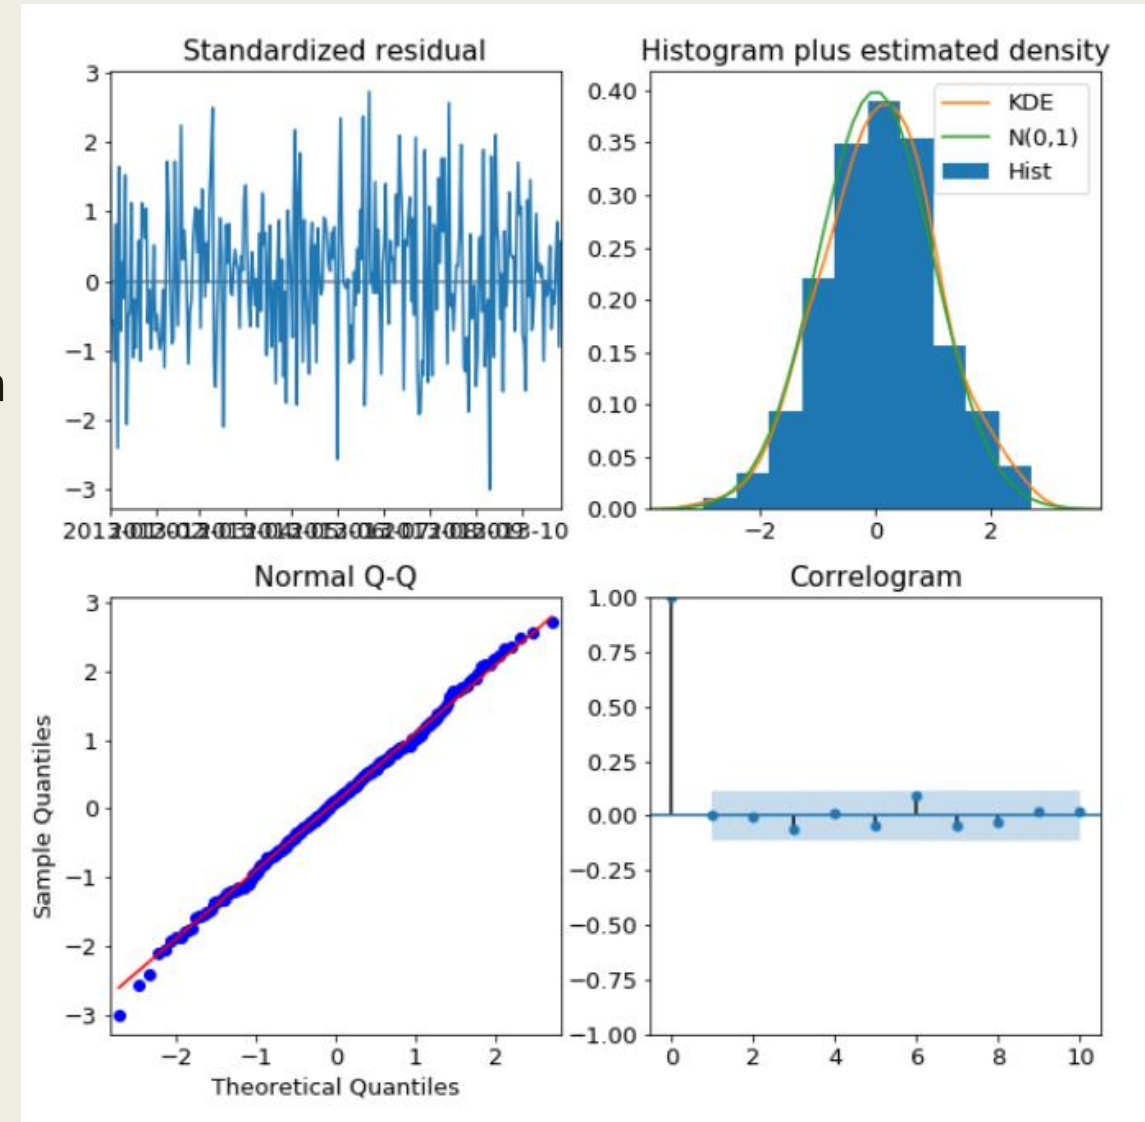 Standardized residual
3
2
1
0
−1
−2
−3
Histogram plus estimated density
0.40
0.35
0.30
0.25
0.20
0.15
0.10
0.05
0.00
−2 0 2
KDE
N(0,1)
Hist
Normal Q-Q
3
2
1
0
−1
−2
−3
Sample Quantiles
−2 −1 0 1 2
Theoretical Quantiles
Correlogram
1.00
0.75
0.50
0.25
0.00
−0.25
−0.50
−0.75
−1.00
0 2 4 6 8 10